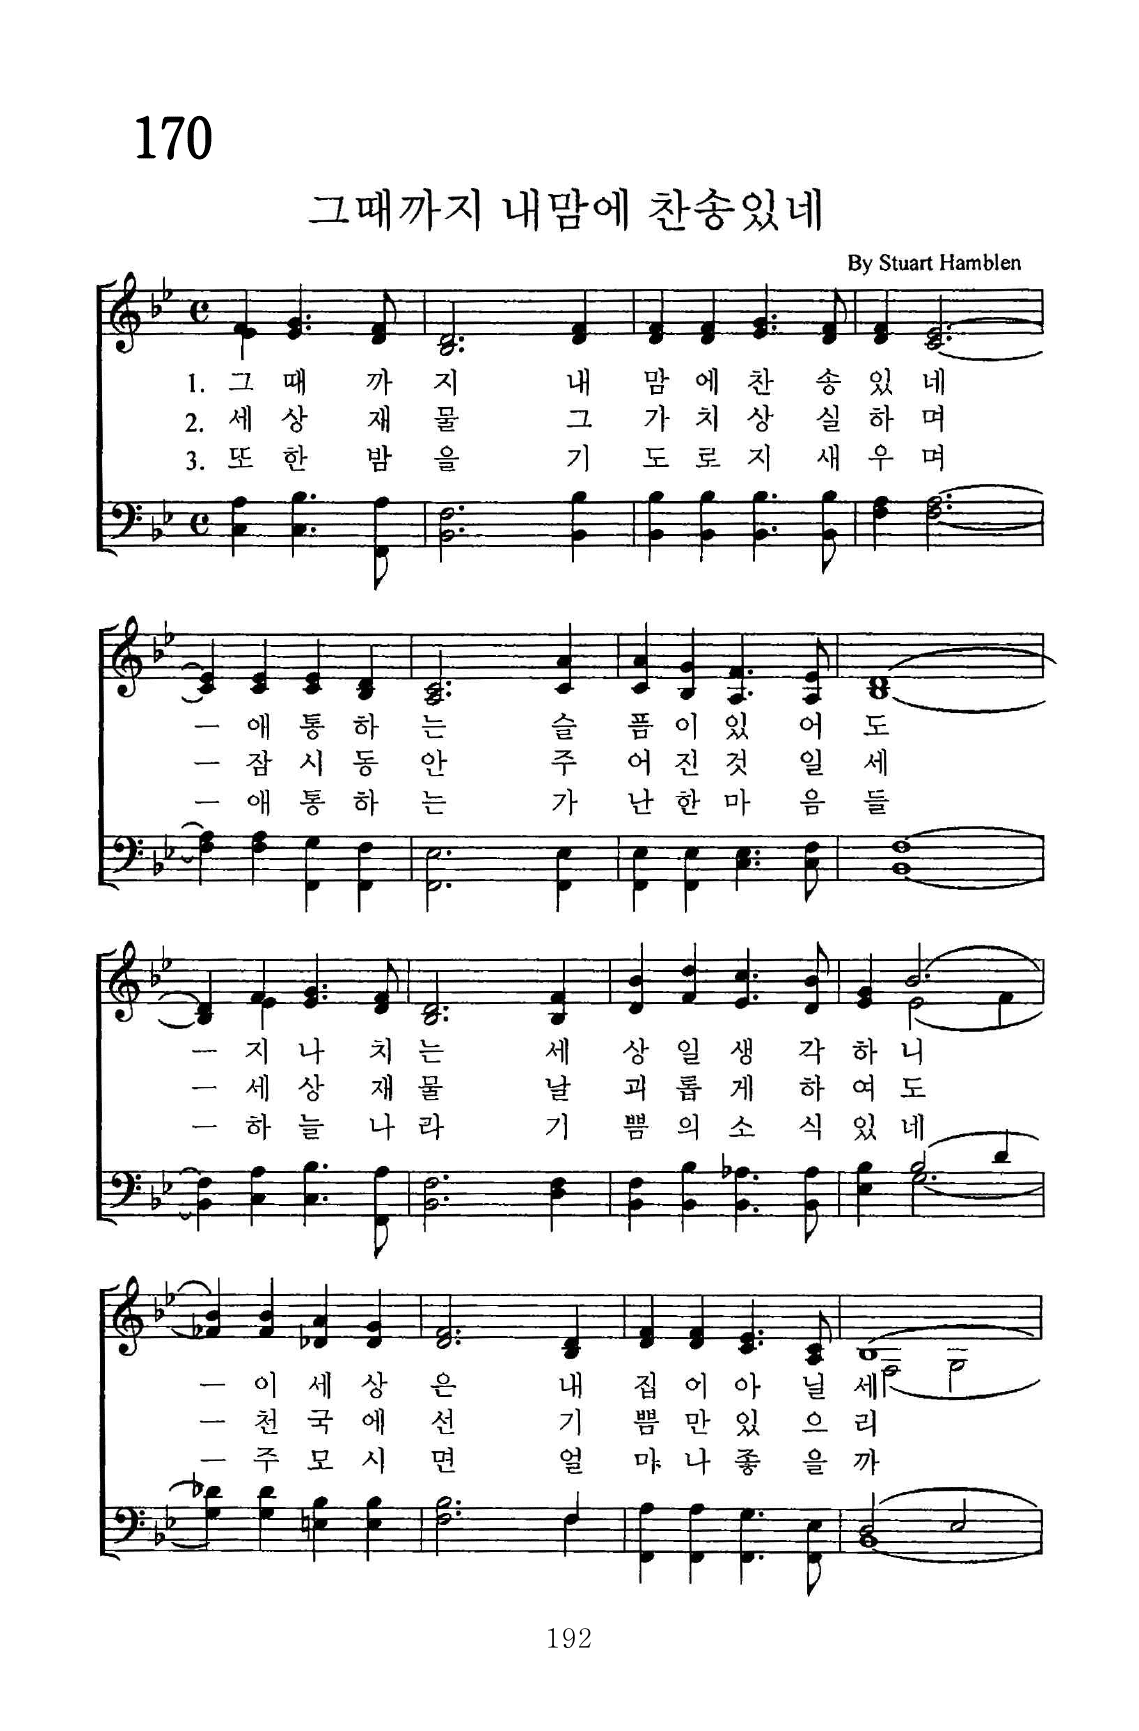 170
그때까지 내맘에 찬송있네
By Stuart Hamblen
1. 그 때 까 지 내 맘 에 찬 송 있 네
2. 세 상 재 물 그 가 치 상 실 하 며
3. 또 한 밤 을 기 도 로 지 새 우 며
ㅡ 애 통 하 는 슬 픔 이 있 어 도
ㅡ 잠 시 동 안 주 어 진 것 일 세
ㅡ 애 통 하 는 가 난 한 마 음 들
ㅡ 지 나 치 는 세 상 일 생 각 하 니
ㅡ 세 상 재 물 날 괴 롭 게 하 여 도
ㅡ 하 늘 나 라 기 쁨 의 소 식 있 네
ㅡ 이 세 상 은 내 집 어 아 닐 세
ㅡ 천 국 에 선 기 쁨 만 있 으 리
ㅡ 주 모 시 면 얼 마 나 좋 을 까
192